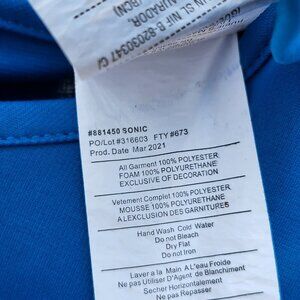 #881450 SONIC
PO/Lot #316603 FTY #673
Prod. Date Mar 2021
All Garment 100% POLYESTER
FOAM 100% POLYURETHANE
EXCLUSIVE OF DECORATION
Vetement Complet 100% POLYESTER
MOUSSE 100% POLYURETHANE
A LEXCLUSION DES GARNITURES
Hand Wash Cold Water
Do not Bleach
Dry Flat
Do not Iron
Laver a la Main A L'eau Froide
Ne pas Utiliser D'Agent de Blanchiment
Secher Horizontalement
Ne pas Repasser